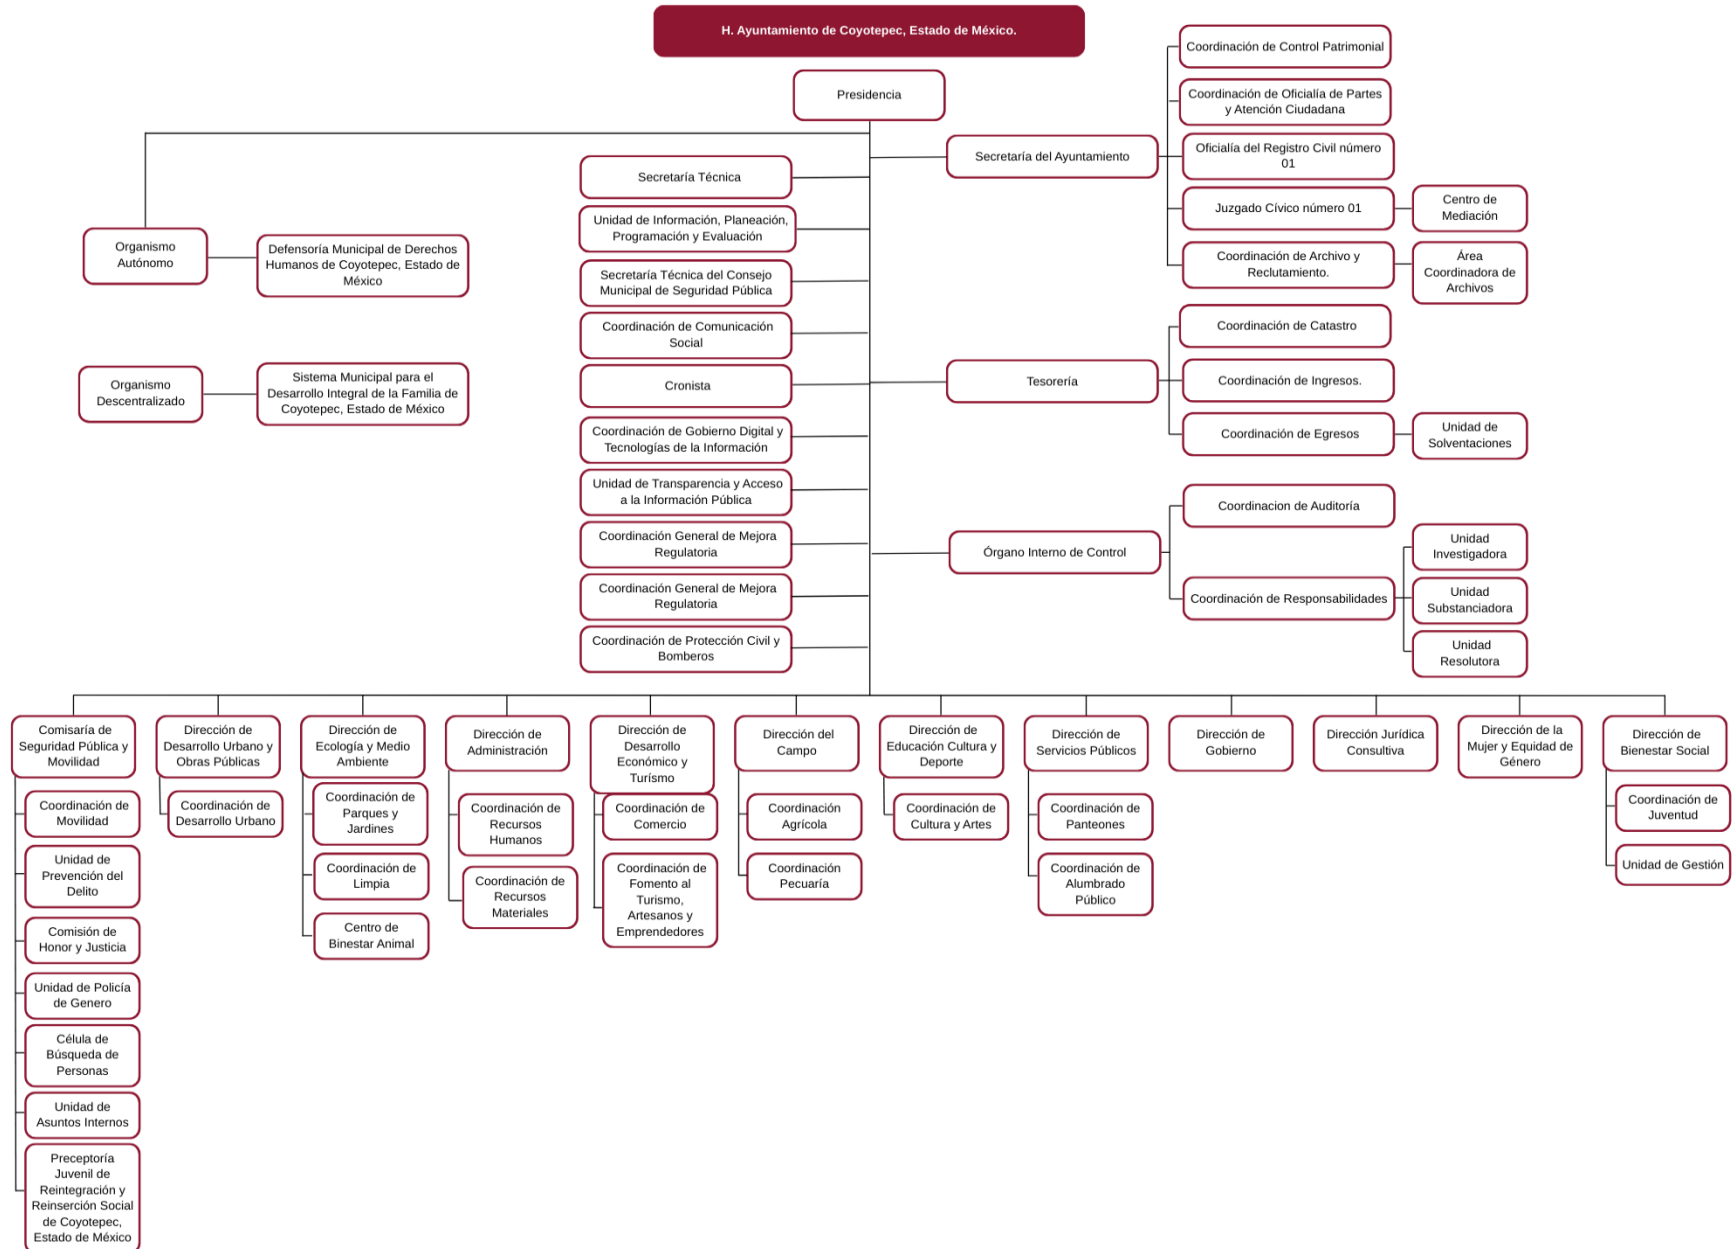 H. Ayuntamiento de Coyotepec, Estado de México.
Presidencia
Organismo
Autónomo
Defensoría Municipal de Derechos
Humanos de Coyotepec, Estado de
México
Organismo
Descentralizado
Sistema Municipal para el
Desarrollo Integral de la Familia de
Coyotepec, Estado de México
Secretaría Técnica
Unidad de Información, Planeación,
Programación y Evaluación
Secretaría Técnica del Consejo
Municipal de Seguridad Pública
Coordinación de Comunicación
Social
Cronista
Coordinación de Gobierno Digital y
Tecnologías de la Información
Unidad de Transparencia y Acceso
a la Información Pública
Coordinación General de Mejora
Regulatoria
Coordinación General de Mejora
Regulatoria
Coordinación de Protección Civil y
Bomberos
Secretaría del Ayuntamiento
Coordinación de Control Patrimonial
Coordinación de Oficialía de Partes
y Atención Ciudadana
Oficialía del Registro Civil número
01
Juzgado Cívico número 01
Centro de
Mediación
Coordinación de Archivo y
Reclutamiento.
Área
Coordinadora de
Archivos
Tesorería
Coordinación de Catastro
Coordinación de Ingresos.
Coordinación de Egresos
Unidad de
Solventaciones
Órgano Interno de Control
Coordinacion de Auditoría
Coordinación de Responsabilidades
Unidad
Investigadora
Unidad
Substanciadora
Unidad
Resolutora
Comisaría de
Seguridad Pública y
Movilidad
Coordinación de
Movilidad
Unidad de
Prevención del
Delito
Comisión de
Honor y Justicia
Unidad de Policía
de Genero
Célula de
Búsqueda de
Personas
Unidad de
Asuntos Internos
Preceptoría
Juvenil de
Reintegración y
Reinserción Social
de Coyotepec,
Estado de México
Dirección de
Desarrollo Urbano y
Obras Públicas
Coordinación de
Desarrollo Urbano
Dirección de
Ecología y Medio
Ambiente
Coordinación de
Parques y
Jardines
Coordinación de
Limpia
Centro de
Binestar Animal
Dirección de
Administración
Coordinación de
Recursos
Humanos
Coordinación de
Recursos
Materiales
Dirección de
Desarrollo
Económico y
Turísmo
Coordinación de
Comercio
Coordinación de
Fomento al
Turismo,
Artesanos y
Emprendedores
Dirección del
Campo
Coordinación
Agrícola
Coordinación
Pecuaría
Dirección de
Educación Cultura y
Deporte
Coordinación de
Cultura y Artes
Dirección de
Servicios Públicos
Coordinación de
Panteones
Coordinación de
Alumbrado
Público
Dirección de
Gobierno
Dirección Jurídica
Consultiva
Dirección de la
Mujer y Equidad de
Género
Dirección de
Bienestar Social
Coordinación de
Juventud
Unidad de Gestión